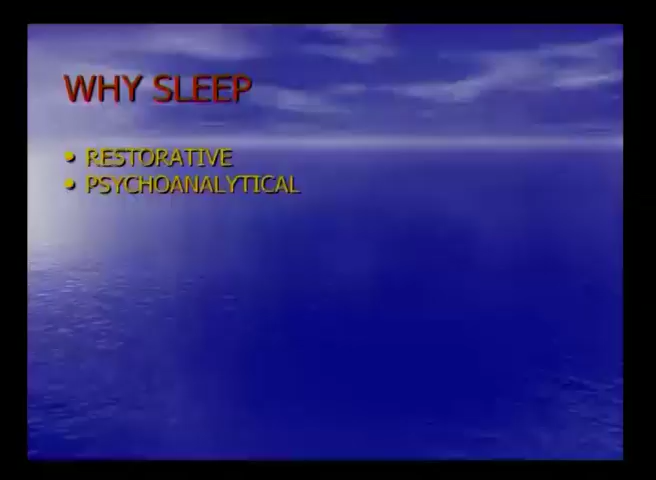 WHY SLEEP
• RESTORATIVE
• PSYCHOANALYTICAL